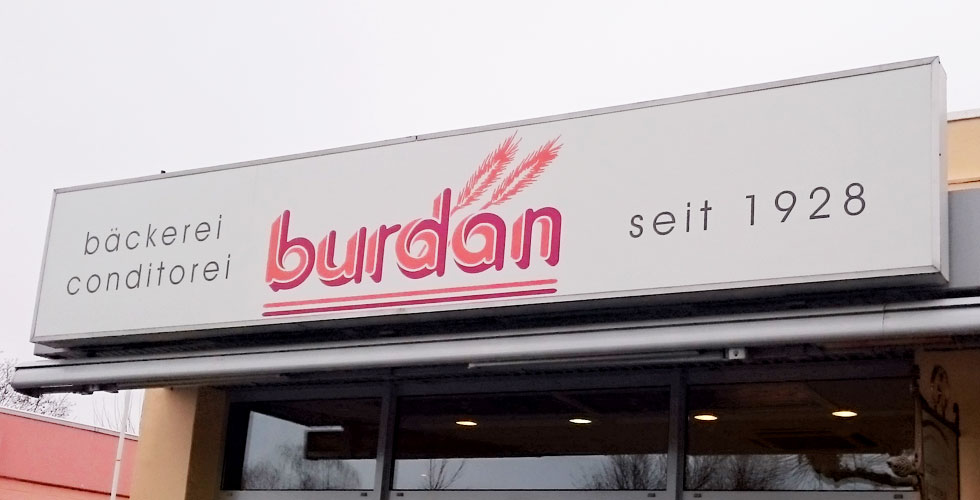 bäckerei
conditorei
burdan
seit 1928